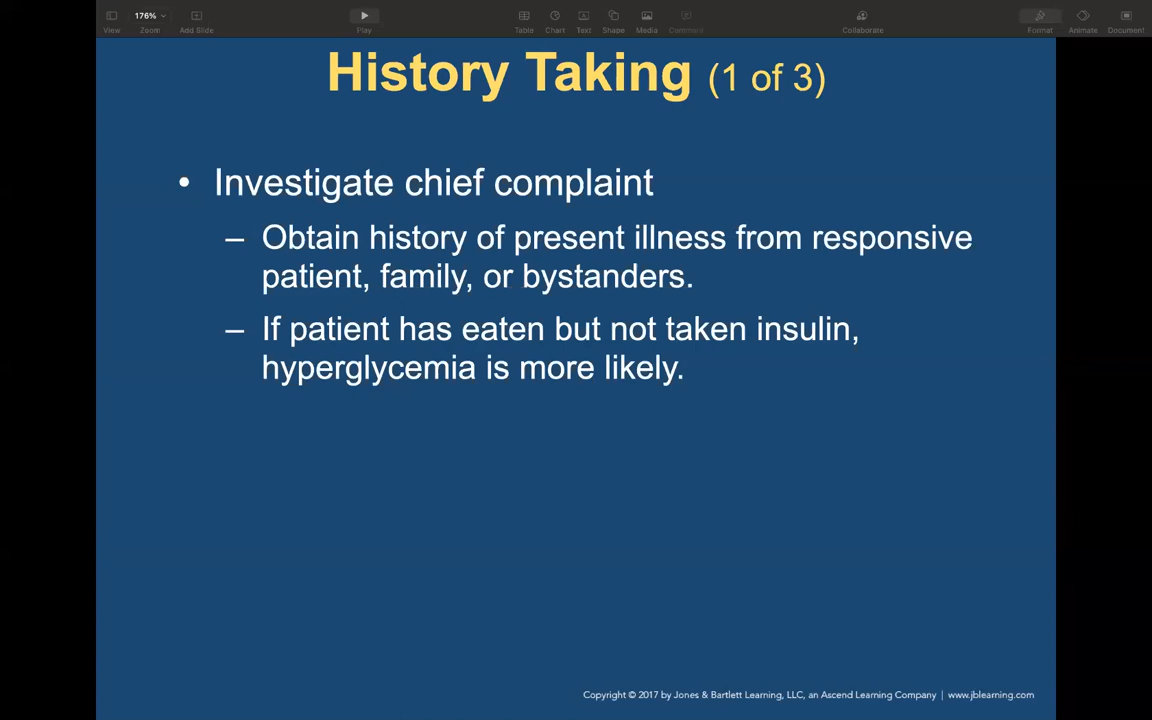 176%
View
Zoom
Add Slide
Play
Table
Chart
Text
Shape
Media
Comment
Collaborate
Format
Animate
Document
History Taking (1 of 3)
• Investigate chief complaint
– Obtain history of present illness from responsive
patient, family, or bystanders.
– If patient has eaten but not taken insulin,
hyperglycemia is more likely.
Copyright © 2017 by Jones & Bartlett Learning, LLC, an Ascend Learning Company | www.jblearning.com